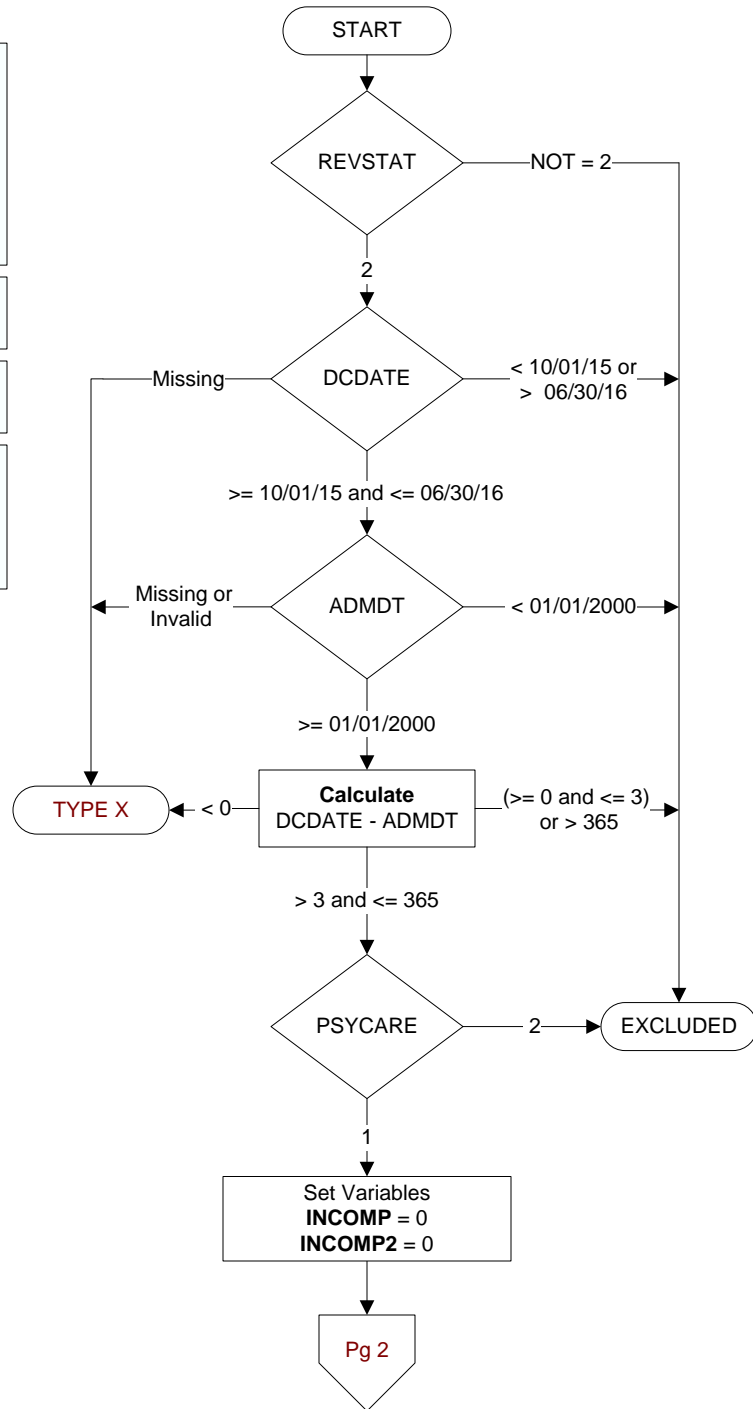 START
REVSTAT
NOT = 2
2
Missing
DCDATE
< 10/01/15 or
> 06/30/16
>= 10/01/15 and <= 06/30/16
Missing or
Invalid
ADMDT
< 01/01/2000
>= 01/01/2000
TYPE X
< 0
Calculate
DCDATE - ADMDT
(>= 0 and <= 3)
or > 365
> 3 and <= 365
PSYCARE
2
EXCLUDED
1
Set Variables
INCOMP = 0
INCOMP2 = 0
Pg 2